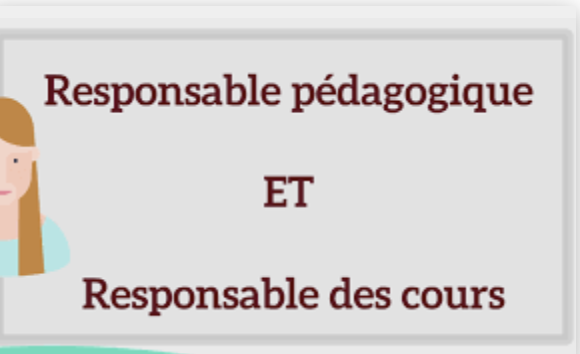 Responsable pédagogique
ET
Responsable des cours